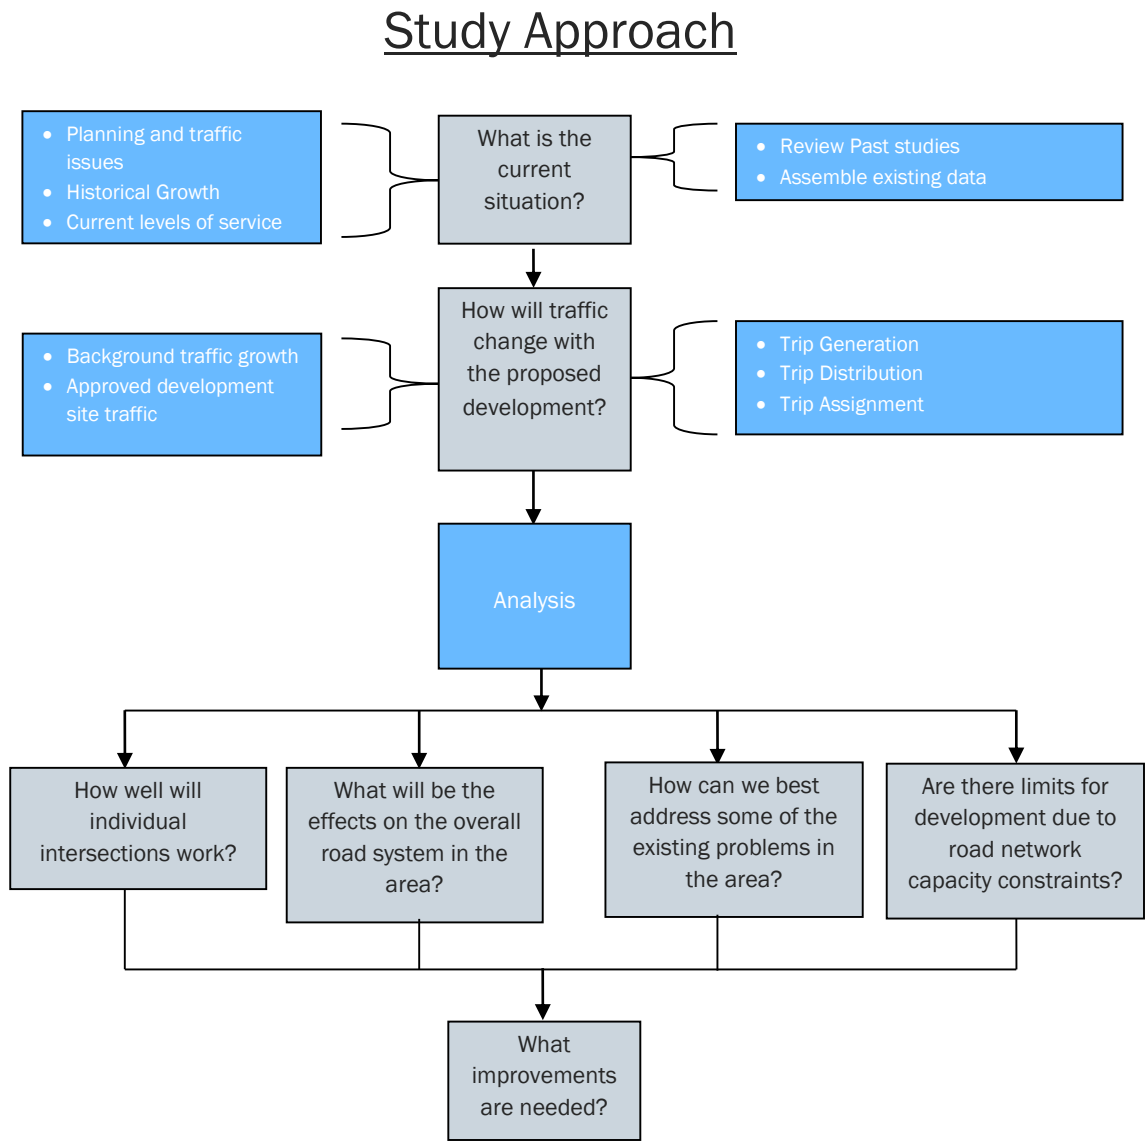 Study Approach
• Planning and traffic
issues
• Historical Growth
• Current levels of service
What is the
current
situation?
• Review Past studies
• Assemble existing data
• Background traffic growth
• Approved development
site traffic
How will traffic
change with
the proposed
development?
• Trip Generation
• Trip Distribution
• Trip Assignment
Analysis
How well will
individual
intersections work?
What will be the
effects on the overall
road system in the
area?
How can we best
address some of the
existing problems in
the area?
Are there limits for
development due to
road network
capacity constraints?
What
improvements
are needed?